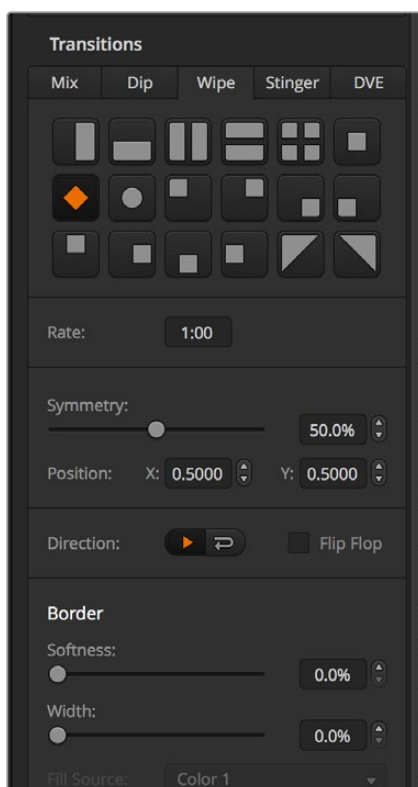 Transitions
Mix Dip Wipe Stinger DVE
Rate: 1:00
Symmetry:
50.0%
Position: X: 0.5000 Y: 0.5000
Direction: Flip Flop
Border
Softness:
0.0%
Width:
0.0%
Fill Source: Color 1